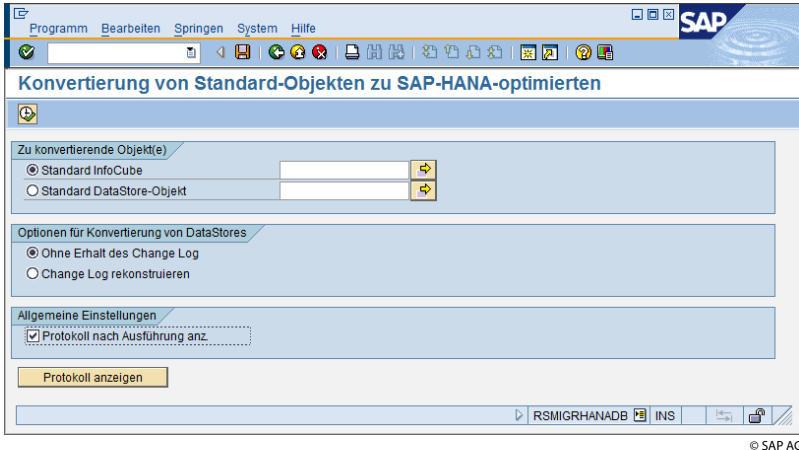 Programm Bearbeiten Springen System Hilfe
SAP
Konvertierung von Standard-Objekten zu SAP-HANA-optimierten
Zu konvertierende Objekt(e)
Standard InfoCube
Standard DataStore-Objekt
Optionen für Konvertierung von DataStores
Ohne Erhalt des Change Log
Change Log rekonstruieren
Allgemeine Einstellungen
Protokoll nach Ausführung anz.
Protokoll anzeigen
RSMIGRHANADB INS
© SAP AG